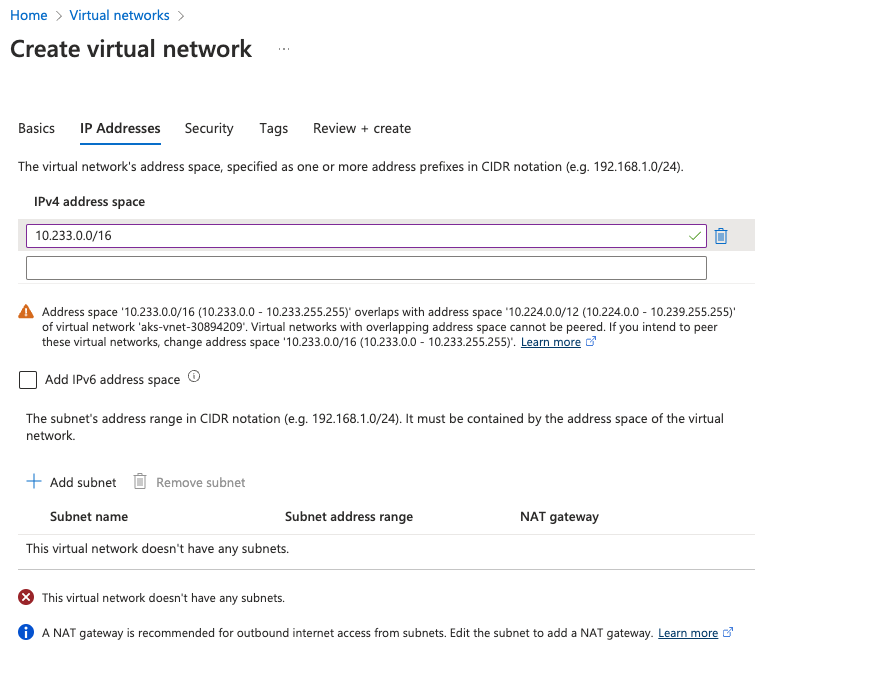 Home > Virtual networks >
Create virtual network ...
Basics IP Addresses Security Tags Review + create
The virtual network's address space, specified as one or more address prefixes in CIDR notation (e.g. 192.168.1.0/24).
IPv4 address space
10.233.0.0/16
Address space '10.233.0.0/16 (10.233.0.0 - 10.233.255.255)' overlaps with address space '10.224.0.0/12 (10.224.0.0 - 10.239.255.255)'
of virtual network 'aks-vnet-30894209'. Virtual networks with overlapping address space cannot be peered. If you intend to peer
these virtual networks, change address space '10.233.0.0/16 (10.233.0.0 - 10.233.255.255)'. Learn more
Add IPv6 address space
The subnet's address range in CIDR notation (e.g. 192.168.1.0/24). It must be contained by the address space of the virtual
network.
+ Add subnet Remove subnet
Subnet name Subnet address range NAT gateway
This virtual network doesn't have any subnets.
This virtual network doesn't have any subnets.
A NAT gateway is recommended for outbound internet access from subnets. Edit the subnet to add a NAT gateway. Learn more